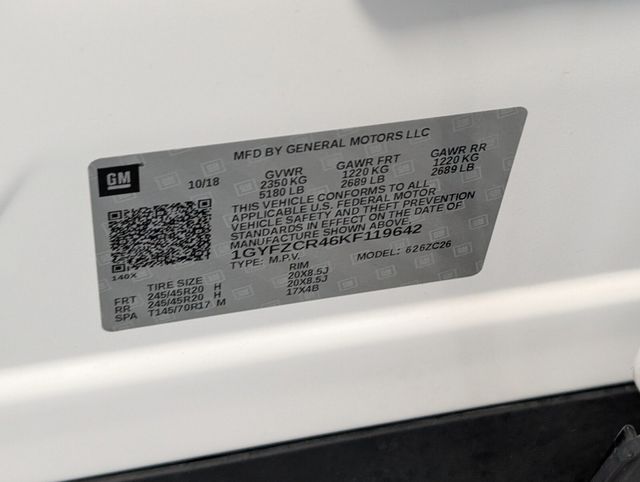 MFD BY GENERAL MOTORS LLC
GM
10/18
GVWR GAWR FRT GAWR RR
2350 KG 1220 KG 1220 KG
5180 LB 2689 LB 2689 LB
THIS VEHICLE CONFORMS TO ALL
APPLICABLE U.S. FEDERAL MOTOR
VEHICLE SAFETY AND THEFT PREVENTION
STANDARDS IN EFFECT ON THE DATE OF
MANUFACTURE SHOWN ABOVE.
1GYFZCR46KF119642
TYPE: M.P.V. MODEL: 626ZC26
140X
TIRE SIZE RIM
FRT 245/45R20 H 20X8.5J
RR 245/45R20 H 20X8.5J
SPA T145/70R17 M 17X4B